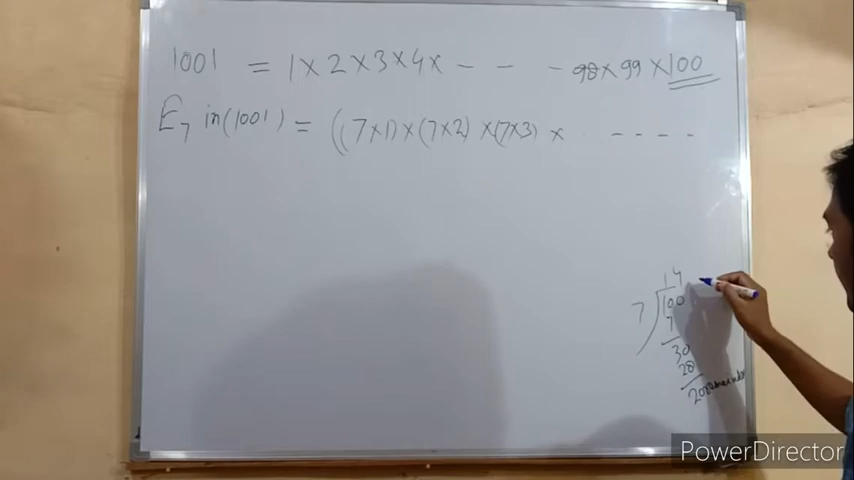 100! = 1×2×3×4× - - - 98×99×100
E7 in(100!) = ((7×1)×(7×2)×(7×3)× - - - -
14
7 100
7
30
28
2 remainder
PowerDirector